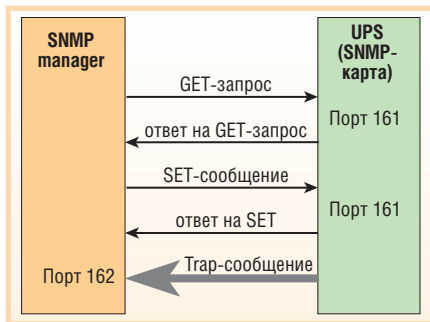 SNMP
manager
UPS
(SNMP-
карта)
GET-запрос
Порт 161
ответ на GET-запрос
SET-сообщение
Порт 161
ответ на SET
Trap-сообщение
Порт 162